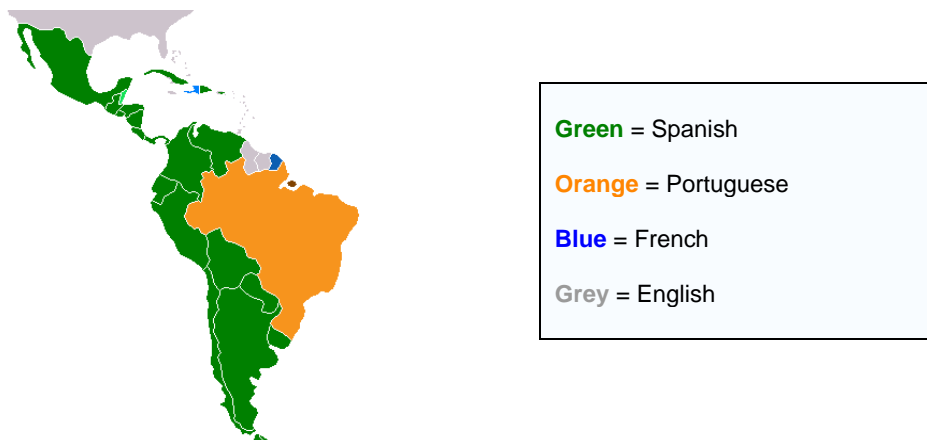 Green = Spanish
Orange = Portuguese
Blue = French
Grey = English